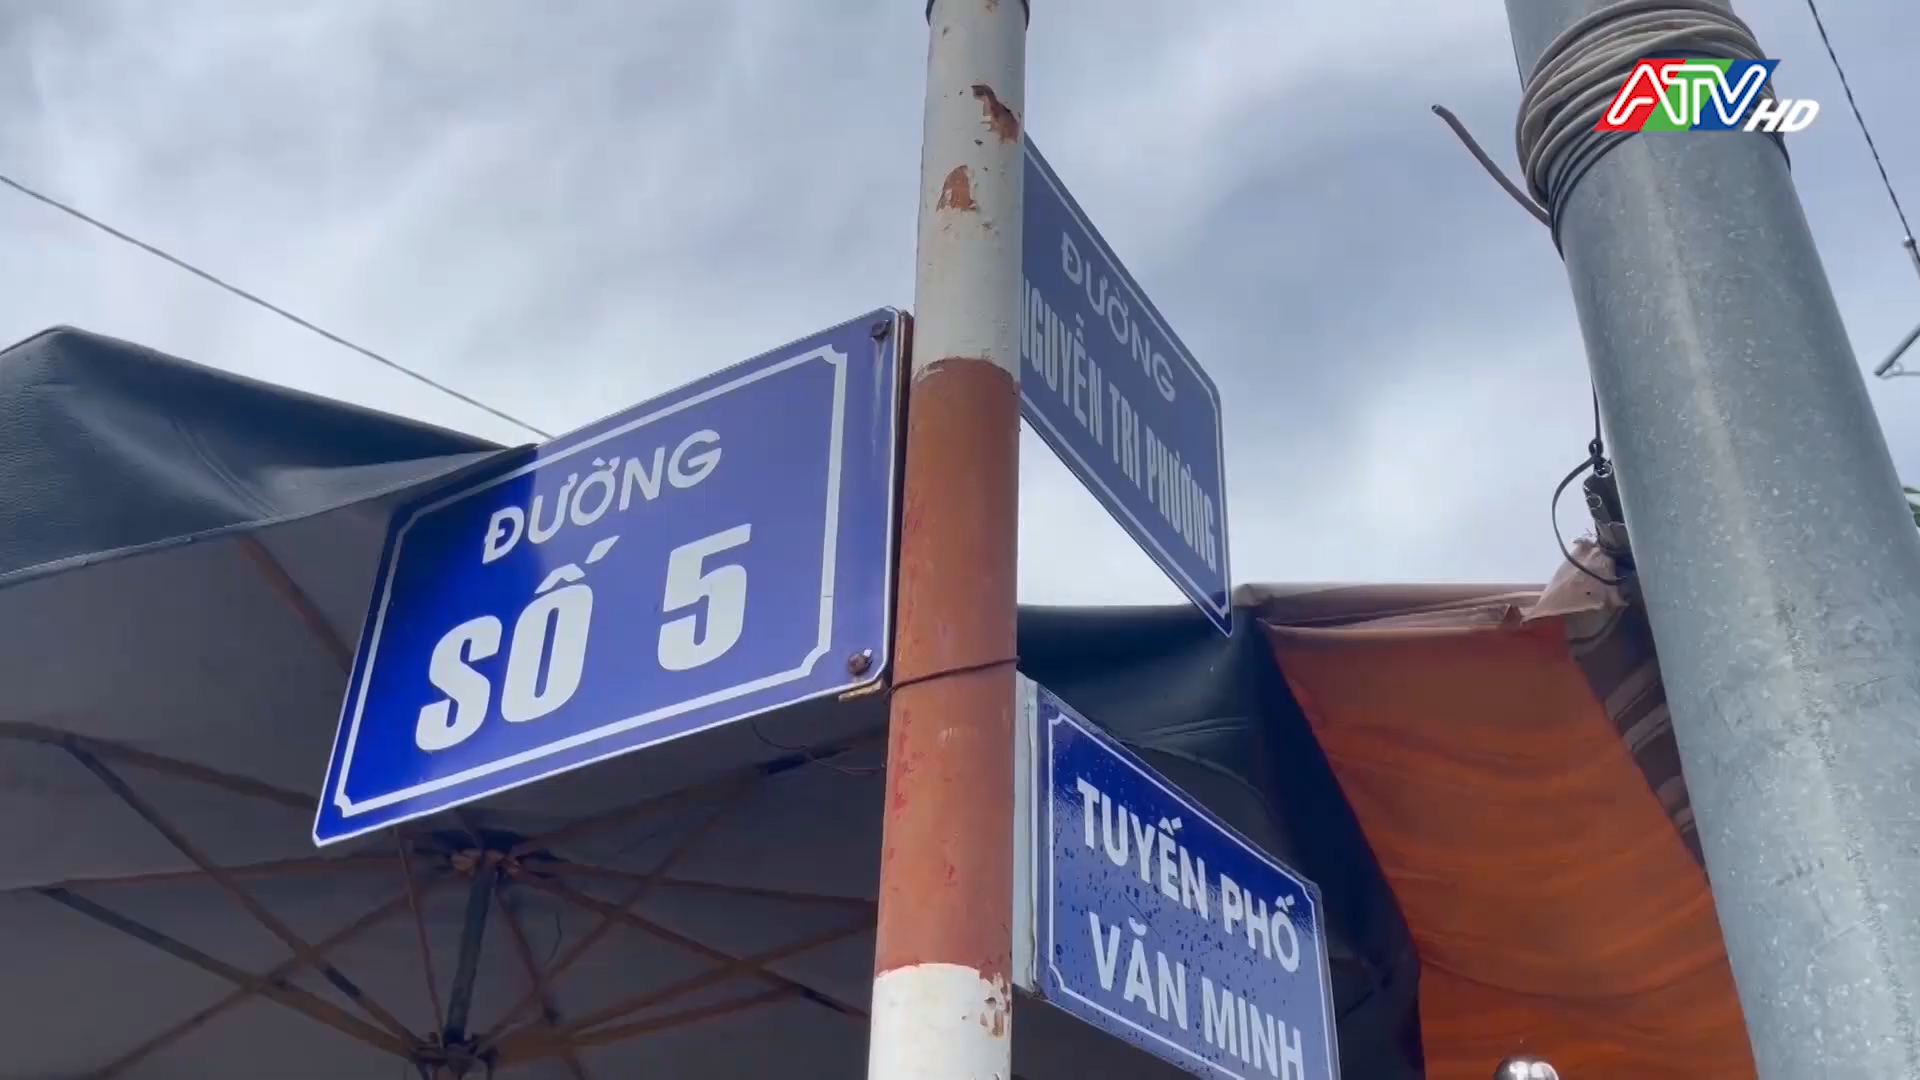 ATV HD
ĐƯỜNG
NGUYỄN TRI PHƯƠNG
ĐƯỜNG
SỐ 5
TUYẾN PHỐ
VĂN MINH